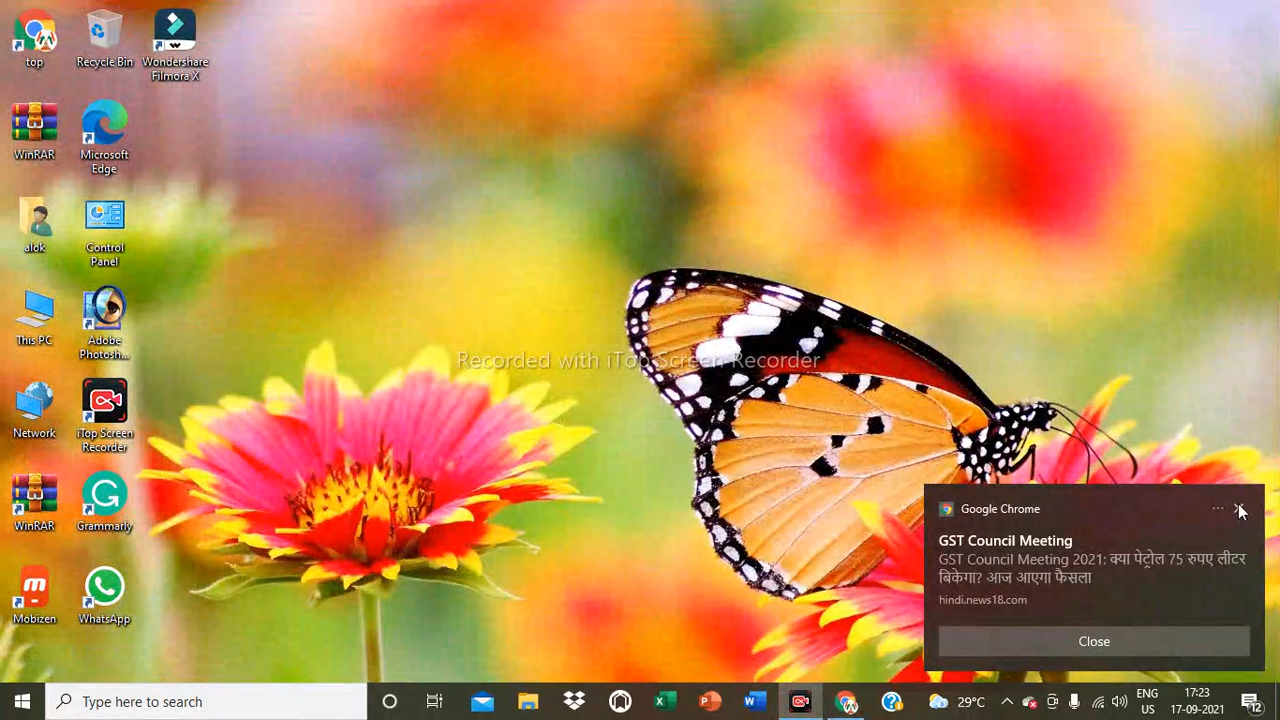 top
Recycle Bin
Wondershare
Filmora X
WinRAR
Microsoft
Edge
alok
Control
Panel
This PC
Adobe
Photosh...
Network
iTop Screen
Recorder
WinRAR
Grammarly
Mobizen
WhatsApp
Recorded with iTop Screen Recorder
Google Chrome
GST Council Meeting
GST Council Meeting 2021: क्या पेट्रोल 75 रुपए लीटर
बिकेगा? आज आएगा फैसला
hindi.news18.com
Close
Type here to search
29°C
ENG
US
17:23
17-09-2021
12